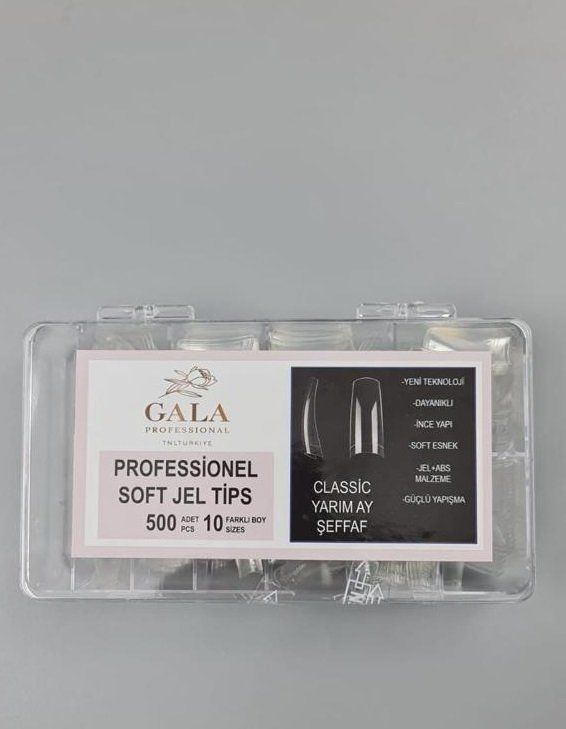 GALA
PROFESSIONAL
TNLTURKIYE
PROFESSİONEL
SOFT JEL TİPS
500 ADET PCS 10 FARKLI BOY SIZES
CLASSİC
YARIM AY
ŞEFFAF
-YENİ TEKNOLOJİ
-DAYANIKLI
-İNCE YAPI
-SOFT ESNEK
-JEL+ABS
MALZEME
-GÜÇLÜ YAPIŞMA